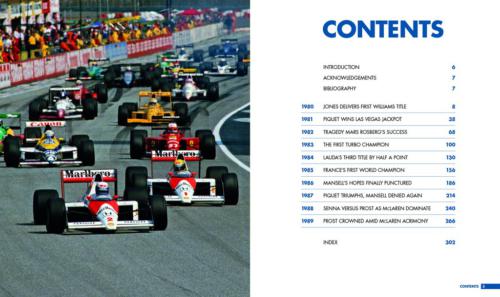 Marlboro
Canon
Marlboro
Marlboro
CONTENTS
INTRODUCTION 6
ACKNOWLEDGEMENTS 7
BIBLIOGRAPHY 7
1980 JONES DELIVERS FIRST WILLIAMS TITLE 8
1981 PIQUET WINS LAS VEGAS JACKPOT 38
1982 TRAGEDY MARS ROSBERG'S SUCCESS 68
1983 THE FIRST TURBO CHAMPION 100
1984 LAUDA'S THIRD TITLE BY HALF A POINT 130
1985 FRANCE'S FIRST WORLD CHAMPION 156
1986 MANSELL'S HOPES FINALLY PUNCTURED 186
1987 PIQUET TRIUMPHS, MANSELL DENIED AGAIN 214
1988 SENNA VERSUS PROST AS McLAREN DOMINATE 240
1989 PROST CROWNED AMID McLAREN ACRIMONY 266
INDEX 302
CONTENTS